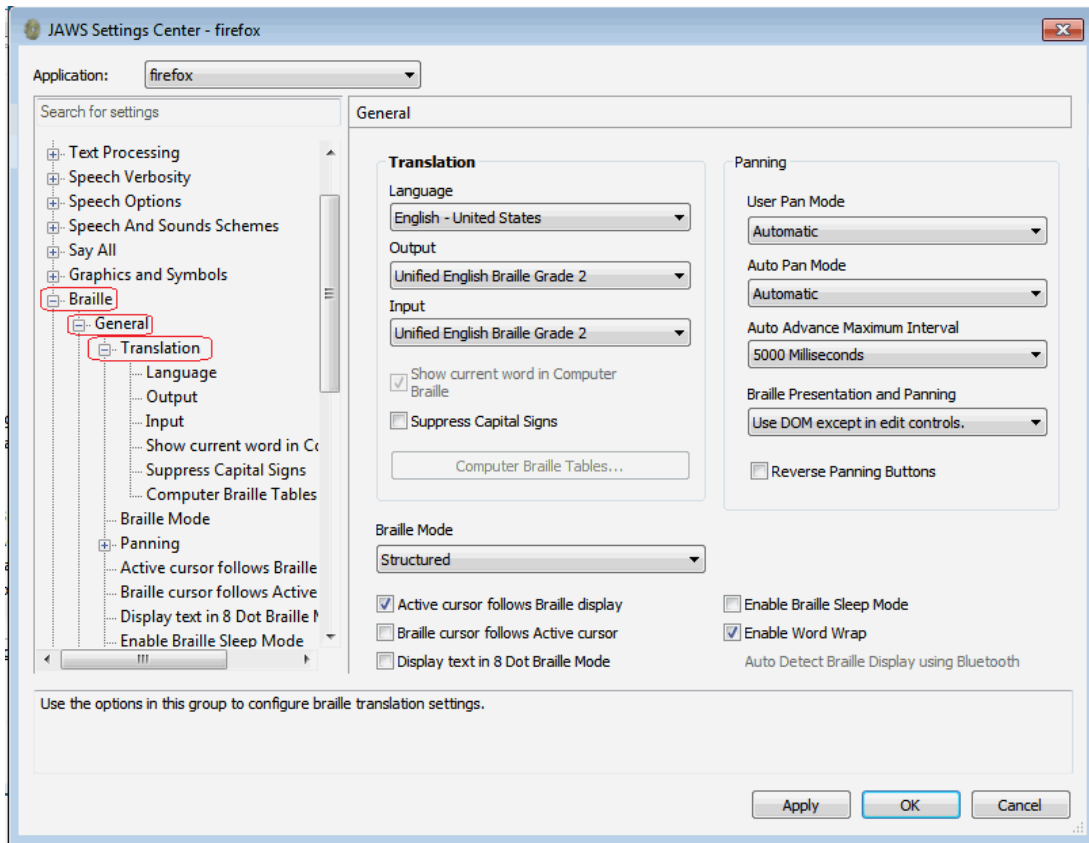 JAWS Settings Center - firefox
Application:
firefox
Search for settings
Text Processing
Speech Verbosity
Speech Options
Speech And Sounds Schemes
Say All
Graphics and Symbols
Braille
General
Translation
Language
Output
Input
Show current word in Co
Suppress Capital Signs
Computer Braille Tables
Braille Mode
Panning
Active cursor follows Braille
Braille cursor follows Active
Display text in 8 Dot Braille
Enable Braille Sleep Mode
General
Translation
Language
English - United States
Output
Unified English Braille Grade 2
Input
Unified English Braille Grade 2
Show current word in Computer
Braille
Suppress Capital Signs
Computer Braille Tables...
Panning
User Pan Mode
Automatic
Auto Pan Mode
Automatic
Auto Advance Maximum Interval
5000 Milliseconds
Braille Presentation and Panning
Use DOM except in edit controls.
Reverse Panning Buttons
Braille Mode
Structured
Active cursor follows Braille display
Braille cursor follows Active cursor
Display text in 8 Dot Braille Mode
Enable Braille Sleep Mode
Enable Word Wrap
Auto Detect Braille Display using Bluetooth
Use the options in this group to configure braille translation settings.
Apply
OK
Cancel